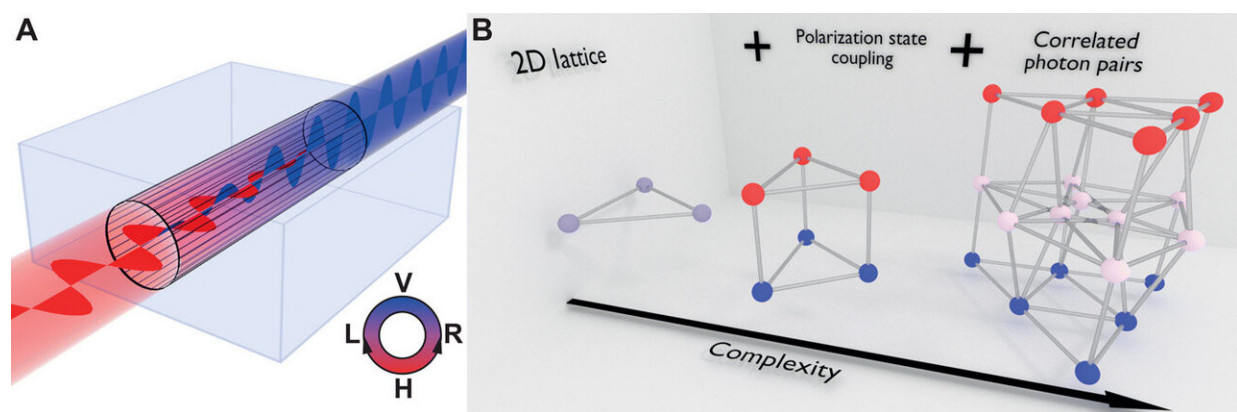 A
V
L
R
H
B
2D lattice
+
Polarization state
coupling
+
Correlated
photon pairs
Complexity